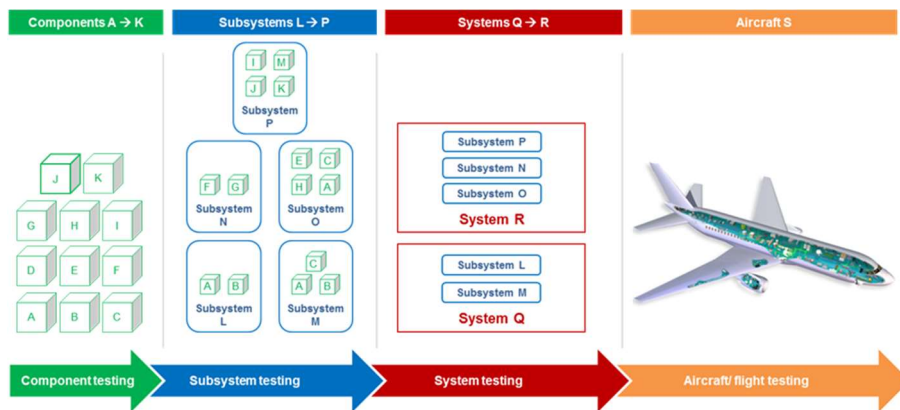 Components A → K
Subsystems L → P
Systems Q → R
Aircraft S
J K
G H I
D E F
A B C
I M
J K
Subsystem
P
F G
Subsystem
N
E C
H A
Subsystem
O
A B
Subsystem
L
C
A B
Subsystem
M
Subsystem P
Subsystem N
Subsystem O
System R
Subsystem L
Subsystem M
System Q
Component testing
Subsystem testing
System testing
Aircraft/ flight testing